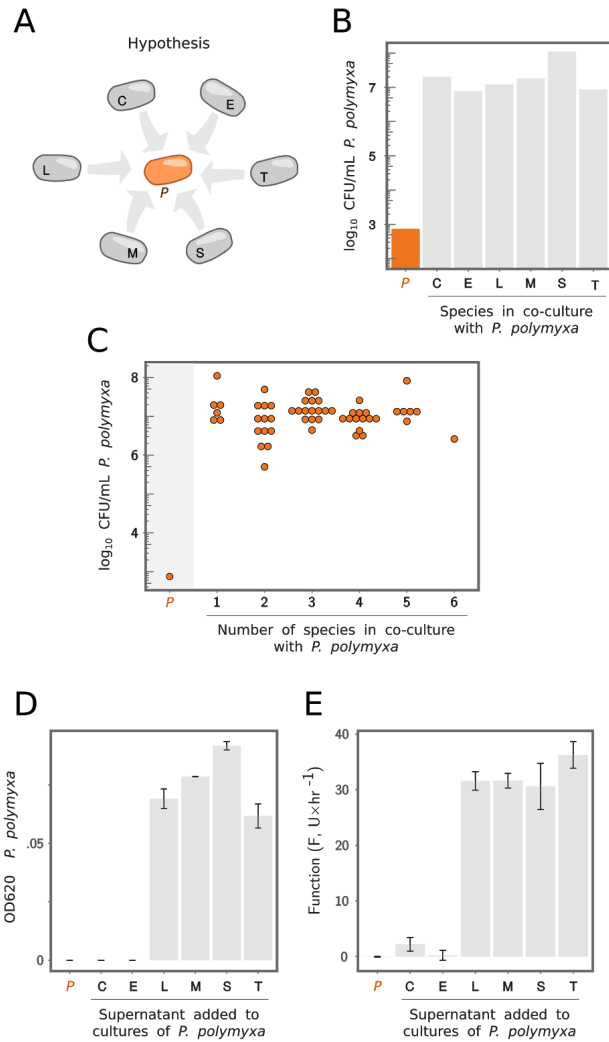 A
Hypothesis
C
E
L
P
T
M
S
B
log10 CFU/mL P. polymyxa
7
5
3
P C E L M S T
Species in co-culture
with P. polymyxa
C
log10 CFU/mL P. polymyxa
8
6
4
P 1 2 3 4 5 6
Number of species in co-culture
with P. polymyxa
D
OD620 P. polymyxa
.05
0
P C E L M S T
Supernatant added to
cultures of P. polymyxa
E
Function (F, U×hr -1)
40
30
20
10
0
P C E L M S T
Supernatant added to
cultures of P. polymyxa